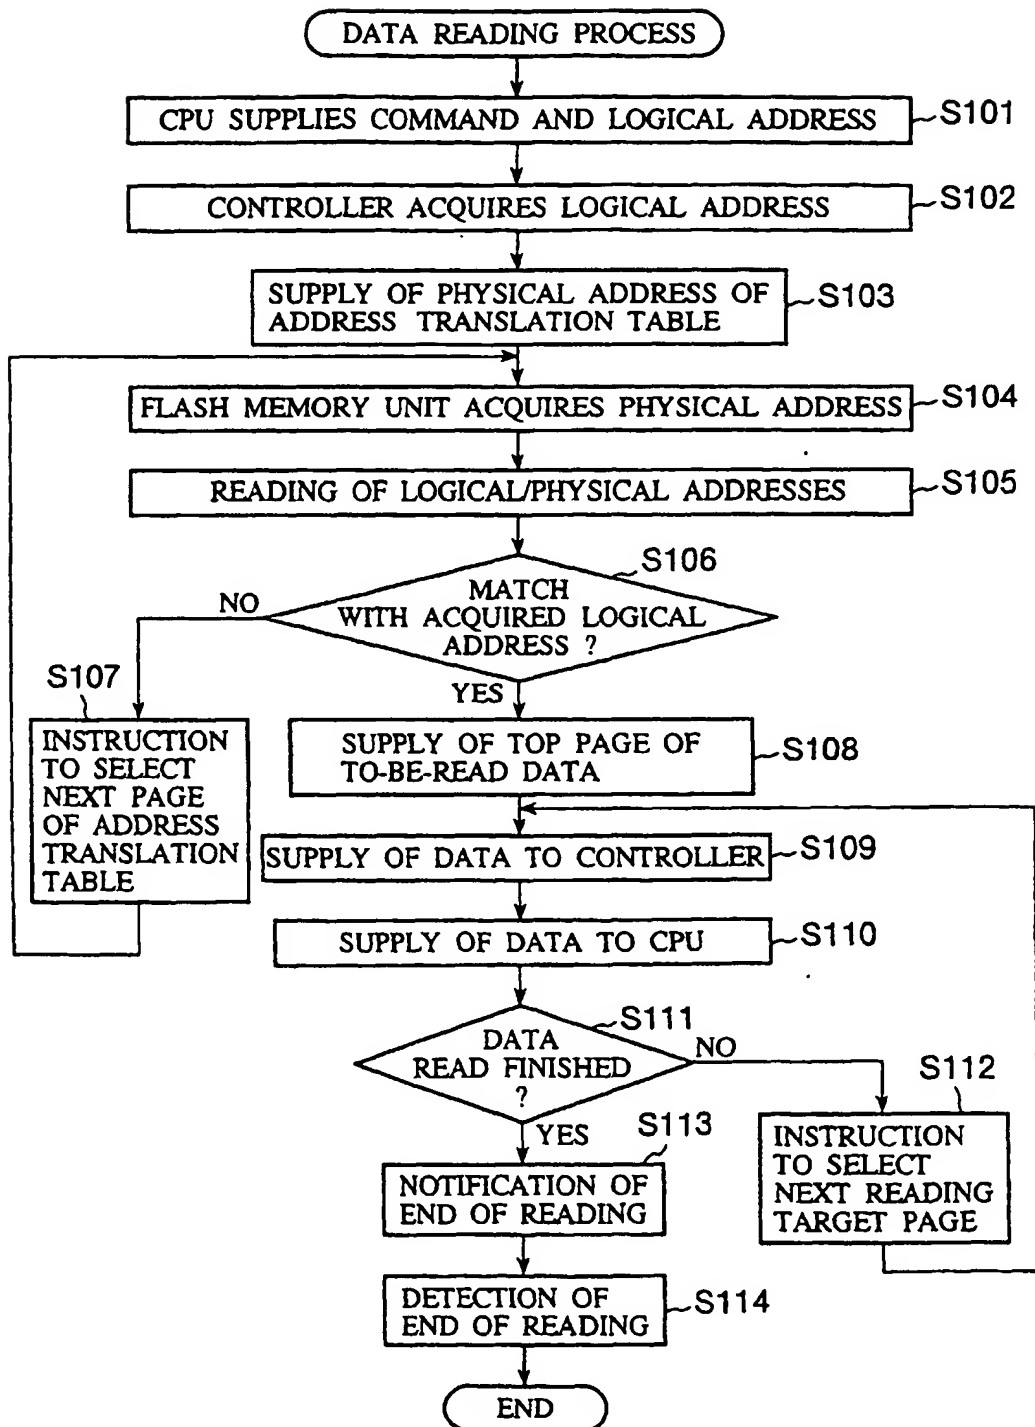 DATA READING PROCESS
CPU SUPPLIES COMMAND AND LOGICAL ADDRESS
S101
CONTROLLER ACQUIRES LOGICAL ADDRESS
S102
SUPPLY OF PHYSICAL ADDRESS OF
ADDRESS TRANSLATION TABLE
S103
FLASH MEMORY UNIT ACQUIRES PHYSICAL ADDRESS
S104
READING OF LOGICAL/PHYSICAL ADDRESSES
S105
S106
MATCH
WITH ACQUIRED LOGICAL
ADDRESS ?
NO
YES
S107
INSTRUCTION
TO SELECT
NEXT PAGE
OF ADDRESS
TRANSLATION
TABLE
SUPPLY OF TOP PAGE OF
TO-BE-READ DATA
S108
SUPPLY OF DATA TO CONTROLLER
S109
SUPPLY OF DATA TO CPU
S110
S111
DATA
READ FINISHED
?
NO
YES
S112
INSTRUCTION
TO SELECT
NEXT READING
TARGET PAGE
S113
NOTIFICATION OF
END OF READING
DETECTION OF
END OF READING
S114
END